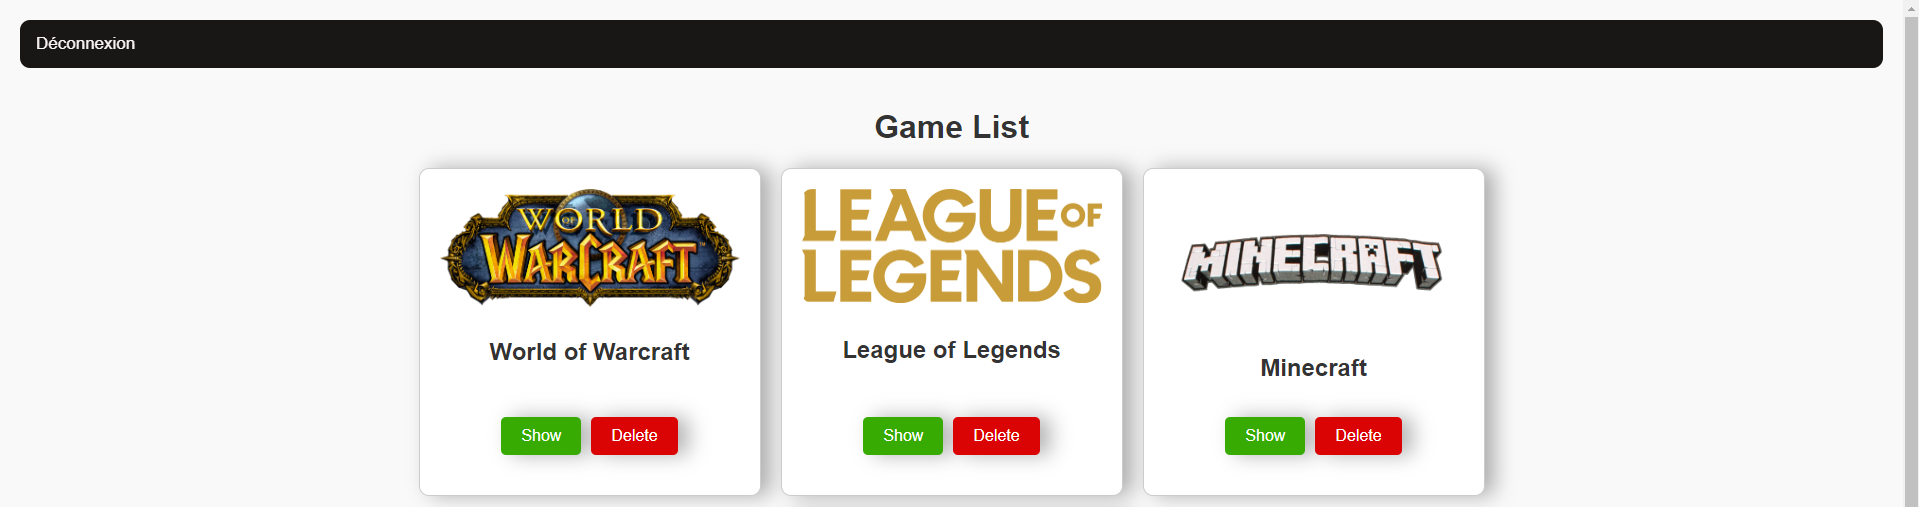 Déconnexion
Game List
WORLD
OF
WARCRAFT
™
LEAGUE OF
LEGENDS
MINECRAFT
World of Warcraft
League of Legends
Minecraft
Show Delete
Show Delete
Show Delete